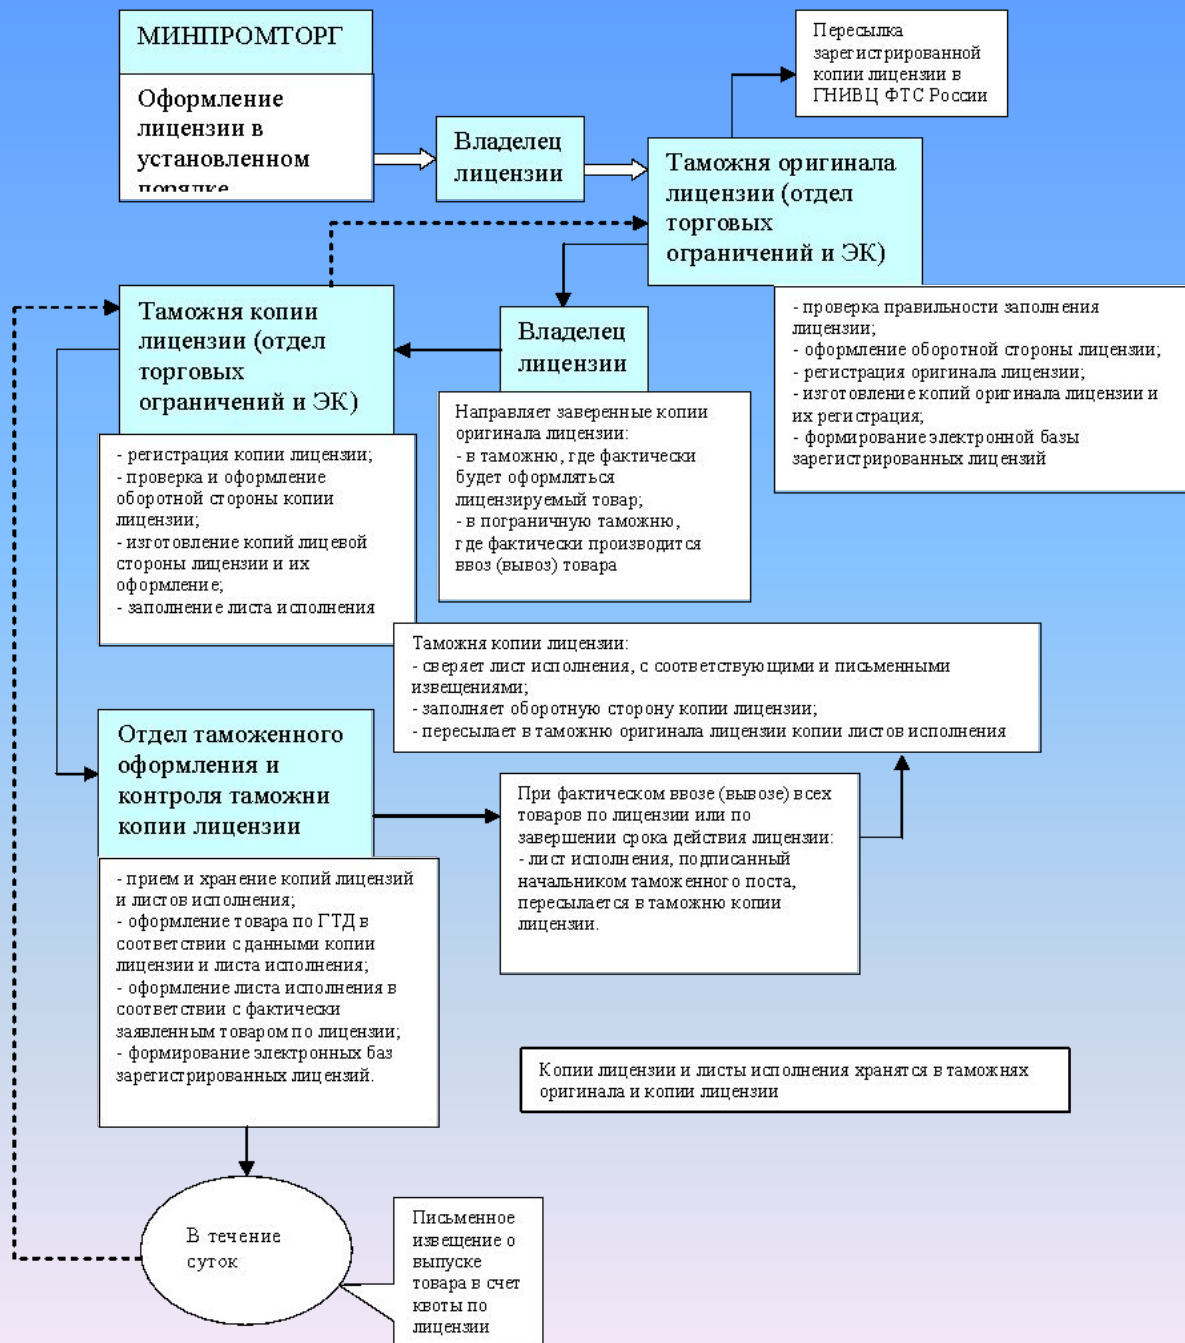 МИНПРОМТОРГ
Оформление
лицензии в
установленном
порядке
Владелец
лицензии
Пересылка
зарегистрированной
копии лицензии в
ГНИВЦ ФТС России
Таможня оригинала
лицензии (отдел
торговых
ограничений и ЭК)
- проверка правильности заполнения
лицензии;
- оформление оборотной стороны лицензии;
- регистрация оригинала лицензии;
- изготовление копий оригинала лицензии и
их регистрация;
- формирование электронной базы
зарегистрированных лицензий
Владелец
лицензии
Направляет заверенные копии
оригинала лицензии:
- в таможню, где фактически
будет оформляться
лицензируемый товар;
- в пограничную таможню,
где фактически производится
ввоз (вывоз) товара
Таможня копии
лицензии (отдел
торговых
ограничений и ЭК)
- регистрация копии лицензии;
- проверка и оформление
оборотной стороны копии
лицензии;
- изготовление копий лицевой
стороны лицензии и их
оформление;
- заполнение листа исполнения
Таможня копии лицензии:
- сверяет лист исполнения, с соответствующими и письменными
извещениями;
- заполняет оборотную сторону копии лицензии;
- пересылает в таможню оригинала лицензии копии листов исполнения
Отдел таможенного
оформления и
контроля таможни
копии лицензии
- прием и хранение копий лицензий
и листов исполнения;
- оформление товара по ГТД в
соответствии с данными копии
лицензии и листа исполнения;
- оформление листа исполнения в
соответствии с фактически
заявленным товаром по лицензии;
- формирование электронных баз
зарегистрированных лицензий.
При фактическом ввозе (вывозе) всех
товаров по лицензии или по
завершении срока действия лицензии:
- лист исполнения, подписанный
начальником таможенного поста,
пересылается в таможню копии
лицензии.
Копии лицензии и листы исполнения хранятся в таможнях
оригинала и копии лицензии
В течение
суток
Письменное
извещение о
выпуске
товара в счет
квоты по
лицензии